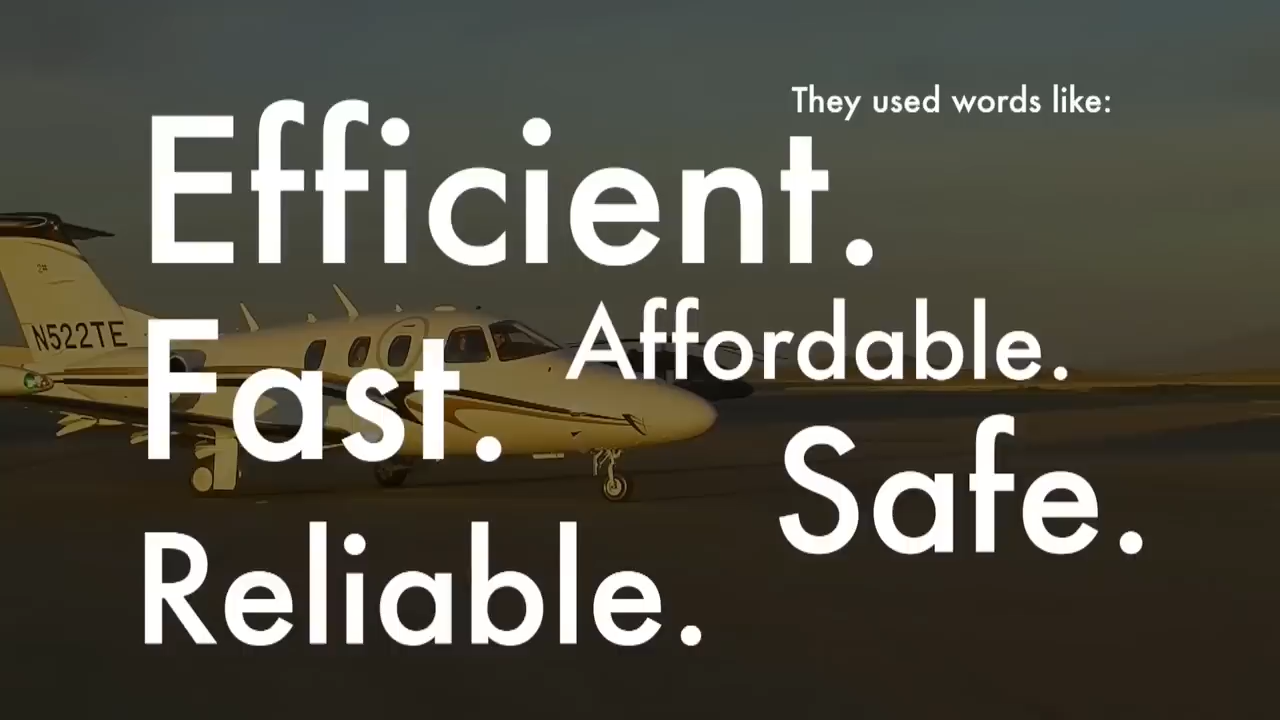 They used words like:
Efficient.
Affordable.
Fast.
Safe.
Reliable.
N522TE